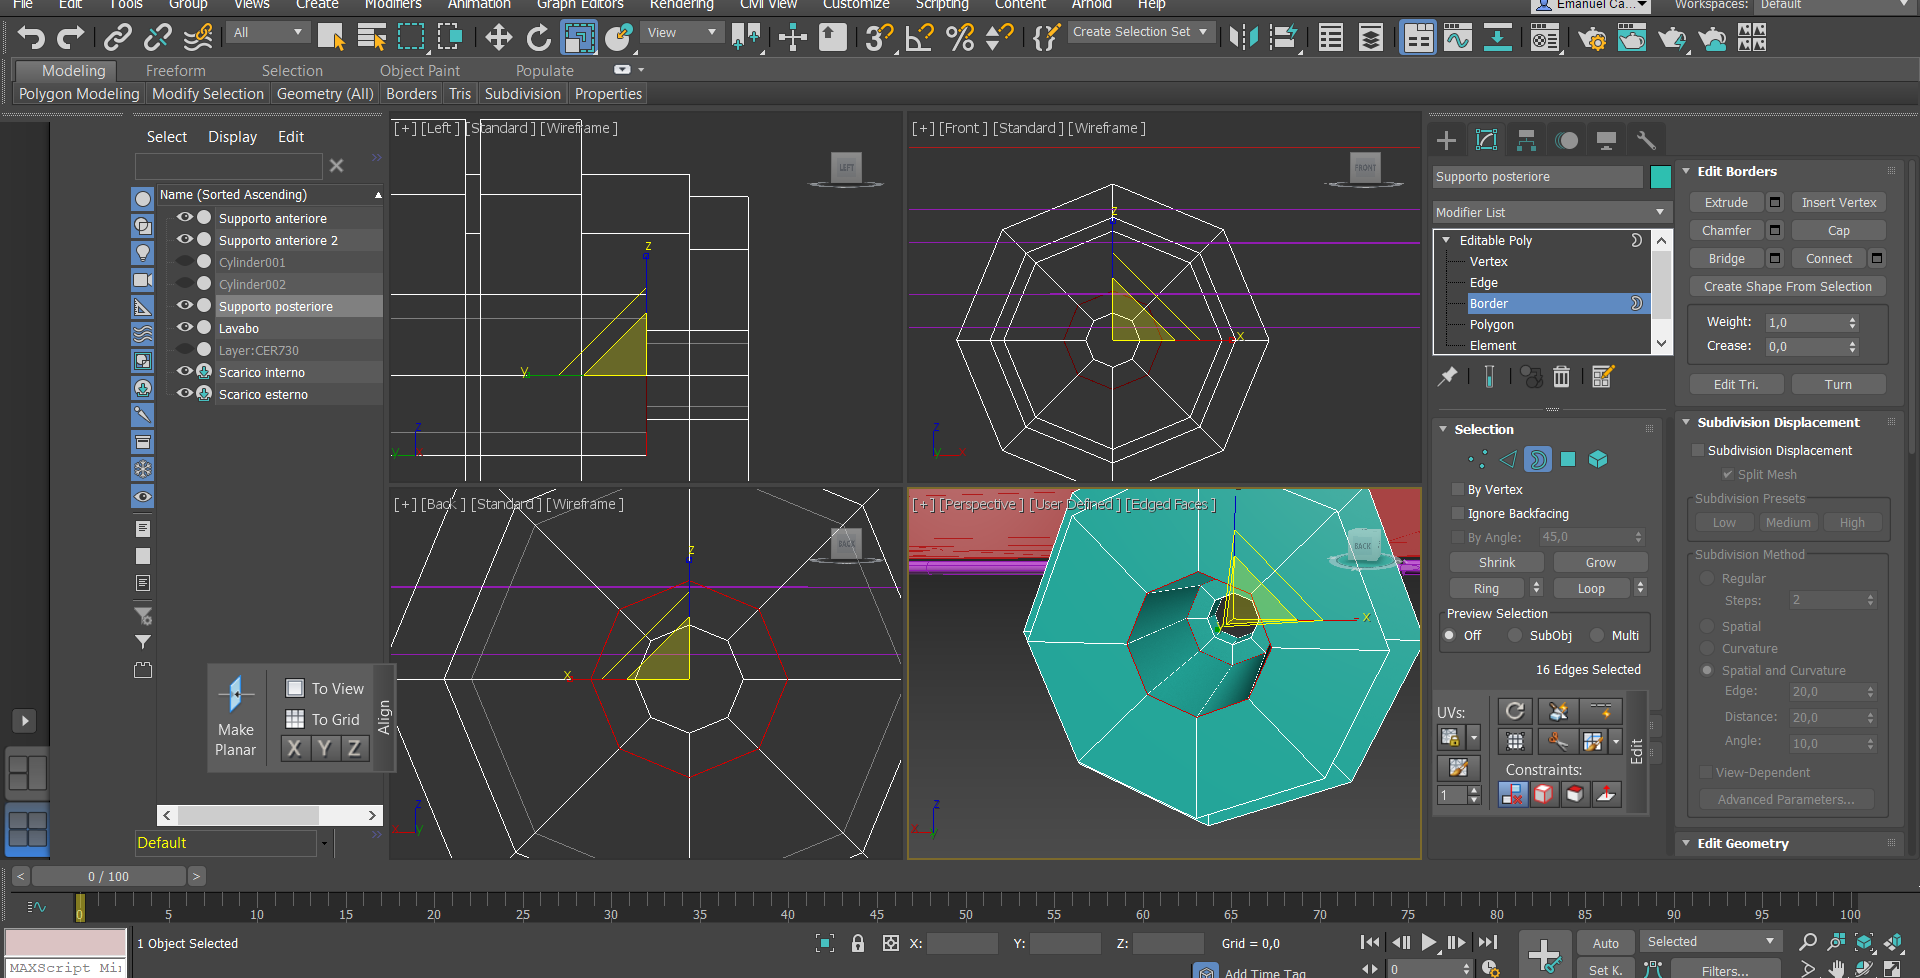 File Edit Tools Group Views Create Modifiers Animation Graph Editors Rendering Civil View Customize Scripting Content Arnold Help
Emanuel Ca... Workspaces: Default
All View Create Selection Set
Modeling Freeform Selection Object Paint Populate
Polygon Modeling Modify Selection Geometry (All) Borders Tris Subdivision Properties
Select Display Edit
Name (Sorted Ascending)
Supporto anteriore
Supporto anteriore 2
Cylinder001
Cylinder002
Supporto posteriore
Lavabo
Layer:CER730
Scarico interno
Scarico esterno
Make Planar
To View
To Grid
X Y Z
Align
Default
[+] [Left ] [Standard ] [Wireframe ]
LEFT
z
y
z
y x
[+] [Front ] [Standard ] [Wireframe ]
FRONT
z
x
z
y x
[+] [Back ] [Standard ] [Wireframe ]
BACK
z
x
z
x y
[+] [Perspective ] [User Defined ] [Edged Faces ]
BACK
x
z
x y
Supporto posteriore
Modifier List
Editable Poly
Vertex
Edge
Border
Polygon
Element
Selection
By Vertex
Ignore Backfacing
By Angle: 45,0
Shrink Grow
Ring Loop
Preview Selection
Off SubObj Multi
16 Edges Selected
UVs:
1
Constraints:
Edit
Edit Borders
Extrude Insert Vertex
Chamfer Cap
Bridge Connect
Create Shape From Selection
Weight: 1,0
Crease: 0,0
Edit Tri. Turn
Subdivision Displacement
Subdivision Displacement
Split Mesh
Subdivision Presets
Low Medium High
Subdivision Method
Regular
Steps: 2
Spatial
Curvature
Spatial and Curvature
Edge: 20,0
Distance: 20,0
Angle: 10,0
View-Dependent
Advanced Parameters...
Edit Geometry
< 0 / 100 >
0 5 10 15 20 25 30 35 40 45 50 55 60 65 70 75 80 85 90 95 100
1 Object Selected
X: Y: Z: Grid = 0,0
Auto Selected
MAXScript Mi
Add Time Tag
0
Set K. Filters...